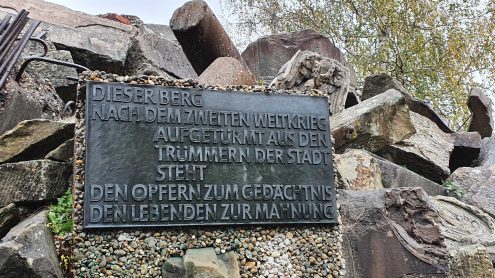 DIESER BERG
NACH DEM ZWEITEN WELTKRIEG
AUFGETÜRMT AUS DEN
TRÜMMERN DER STADT
STEHT
DEN OPFERN ZUM GEDÄCHTNIS
DEN LEBENDEN ZUR MAHNUNG